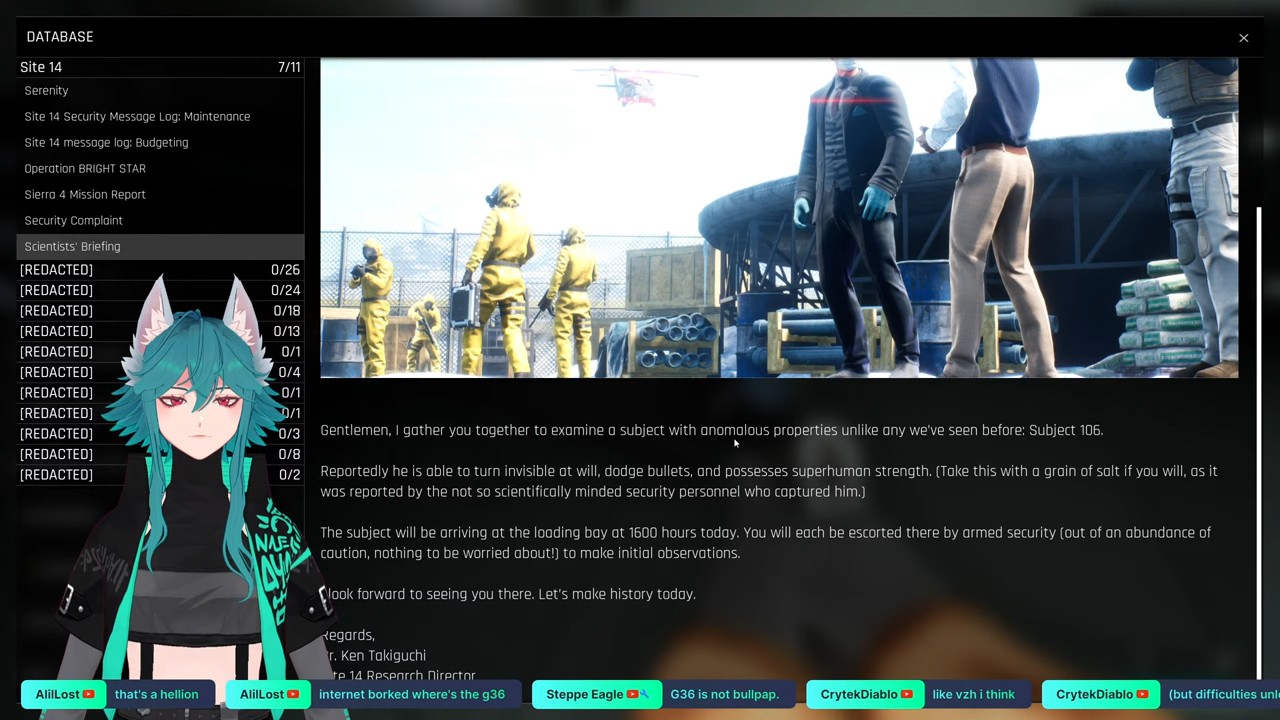 DATABASE
Site 14 7/11
Serenity
Site 14 Security Message Log: Maintenance
Site 14 message log: Budgeting
Operation BRIGHT STAR
Sierra 4 Mission Report
Security Complaint
Scientists' Briefing
[REDACTED] 0/26
[REDACTED] 0/24
[REDACTED] 0/18
[REDACTED] 0/13
[REDACTED] 0/1
[REDACTED] 0/4
[REDACTED] 0/1
[REDACTED] 0/1
[REDACTED] 0/3
[REDACTED] 0/8
[REDACTED] 0/2
Gentlemen, I gather you together to examine a subject with anomalous properties unlike any we've seen before: Subject 106.
Reportedly he is able to turn invisible at will, dodge bullets, and possesses superhuman strength. (Take this with a grain of salt if you will, as it
was reported by the not so scientifically minded security personnel who captured him.)
The subject will be arriving at the loading bay at 1600 hours today. You will each be escorted there by armed security (out of an abundance of
caution, nothing to be worried about!) to make initial observations.
look forward to seeing you there. Let's make history today.
Regards,
r. Ken Takiguchi
te 14 Research Director
AlilLost that's a hellion
AlilLost internet borked where's the g36
Steppe Eagle G36 is not bullpap.
CrytekDiablo like vzh i think
CrytekDiablo (but difficulties unl